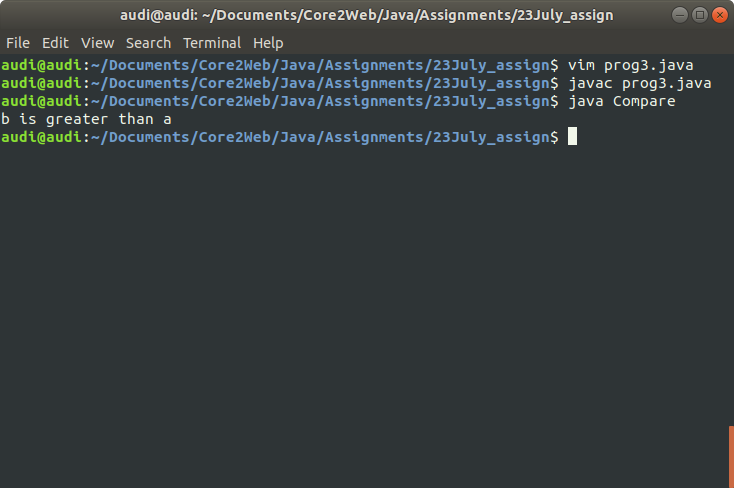 audi@audi: ~/Documents/Core2Web/Java/Assignments/23July_assign
File Edit View Search Terminal Help
audi@audi:~/Documents/Core2Web/Java/Assignments/23July_assign$ vim prog3.java
audi@audi:~/Documents/Core2Web/Java/Assignments/23July_assign$ javac prog3.java
audi@audi:~/Documents/Core2Web/Java/Assignments/23July_assign$ java Compare
b is greater than a
audi@audi:~/Documents/Core2Web/Java/Assignments/23July_assign$